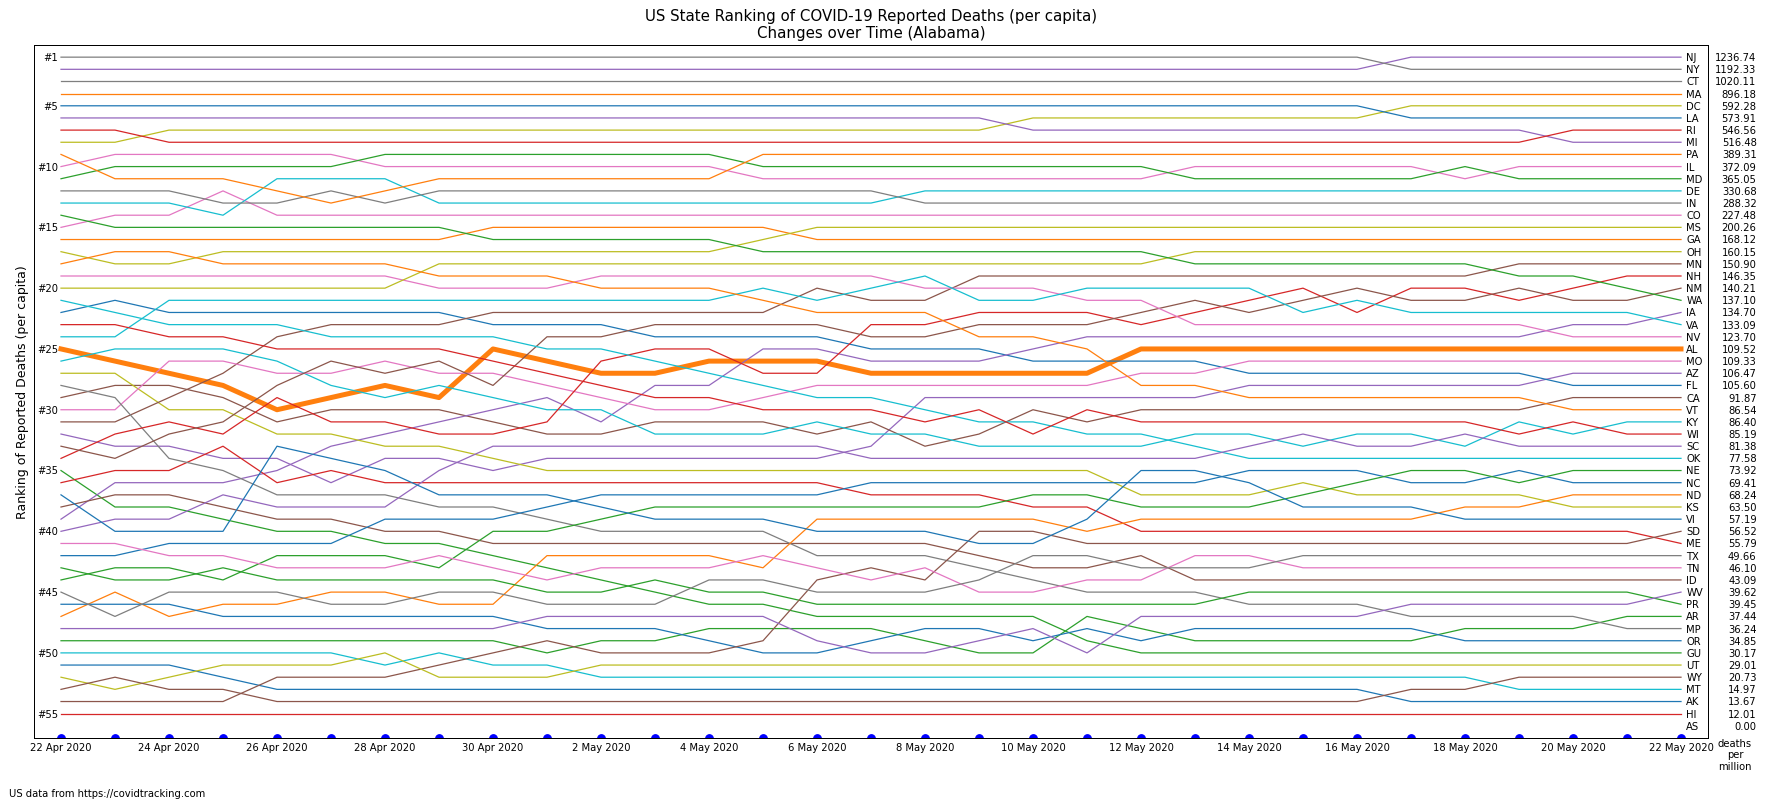 US State Ranking of COVID-19 Reported Deaths (per capita)
Changes over Time (Alabama)
Ranking of Reported Deaths (per capita)
#1
#5
#10
#15
#20
#25
#30
#35
#40
#45
#50
#55
NJ 1236.74
NY 1192.33
CT 1020.11
MA 896.18
DC 592.28
LA 573.91
RI 546.56
MI 516.48
PA 389.31
IL 372.09
MD 365.05
DE 330.68
IN 288.32
CO 227.48
MS 200.26
GA 168.12
OH 160.15
MN 150.90
NH 146.35
NM 140.21
WA 137.10
IA 134.70
VA 133.09
NV 123.70
AL 109.52
MO 109.33
AZ 106.47
FL 105.60
CA 91.87
VT 86.54
KY 86.40
WI 85.19
SC 81.38
OK 77.58
NE 73.92
NC 69.41
ND 68.24
KS 63.50
VI 57.19
SD 56.52
ME 55.79
TX 49.66
TN 46.10
ID 43.09
WV 39.62
PR 39.45
AR 37.44
MP 36.24
OR 34.85
GU 30.17
UT 29.01
WY 20.73
MT 14.97
AK 13.67
HI 12.01
AS 0.00
22 Apr 2020 24 Apr 2020 26 Apr 2020 28 Apr 2020 30 Apr 2020 2 May 2020 4 May 2020 6 May 2020 8 May 2020 10 May 2020 12 May 2020 14 May 2020 16 May 2020 18 May 2020 20 May 2020 22 May 2020
deaths
per
million
US data from https://covidtracking.com